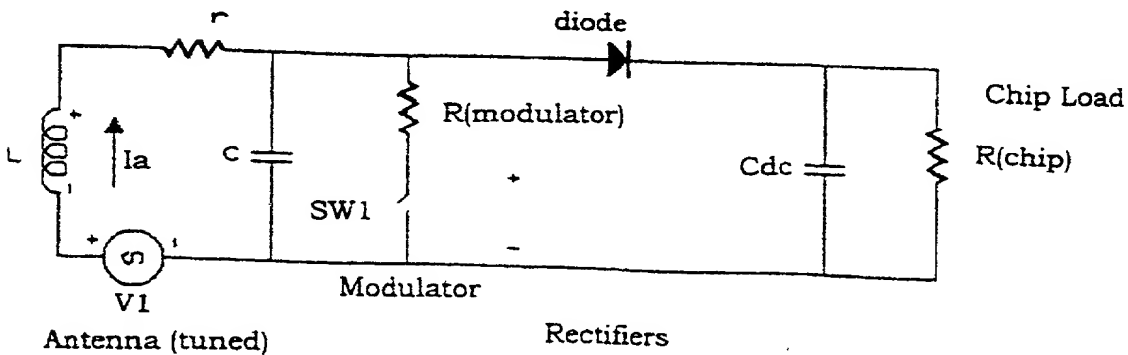 r
diode
L
Ia
C
R(modulator)
SW1
+
−
Cdc
Chip Load
R(chip)
+
-
+
S
V1
Modulator
Antenna (tuned)
Rectifiers